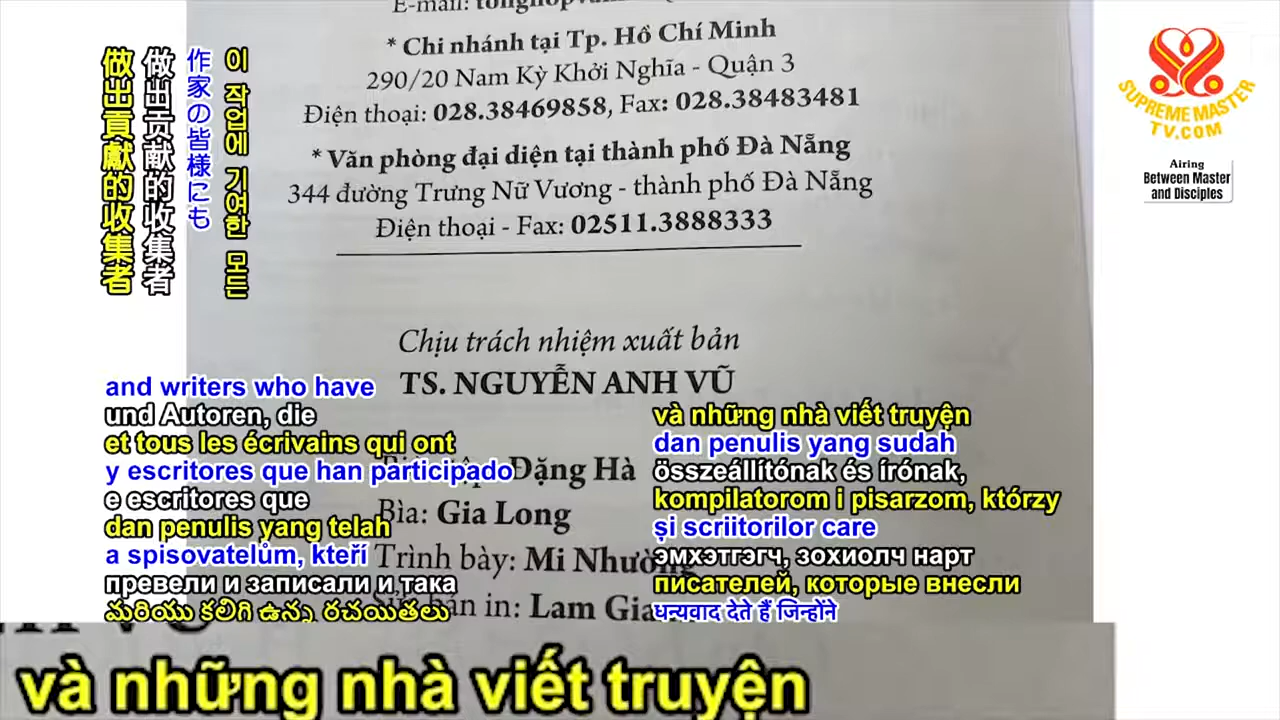 E-mail:
* Chi nhánh tại Tp. Hồ Chí Minh
290/20 Nam Kỳ Khởi Nghĩa - Quận 3
Điện thoại: 028.38469858, Fax: 028.38483481
* Văn phòng đại diện tại thành phố Đà Nẵng
344 đường Trưng Nữ Vương - thành phố Đà Nẵng
Điện thoại - Fax: 02511.3888333
Chịu trách nhiệm xuất bản
TS. NGUYỄN ANH VŨ
Đặng Hà
Bìa: Gia Long
Trình bày: Mi Nhường
bản in: Lam Gia
做出貢獻的收集者
做出贡献的收集者
作家の皆様にも
이 작업에 기여한 모든
and writers who have
und Autoren, die
et tous les écrivains qui ont
y escritores que han participado
e escritores que
dan penulis yang telah
a spisovatelům, kteří
превели и записали и така
మరియు కలిగి ఉన్న రచయితలు
và những nhà viết truyện
dan penulis yang sudah
összeállítónak és írónak,
kompilatorom i pisarzom, którzy
și scriitorilor care
эмхэтгэгч, зохиолч нарт
писателей, которые внесли
धन्यवाद देते हैं जिन्होंने
SUPREME MASTER
TV.COM
Airing
Between Master
and Disciples
và những nhà viết truyện